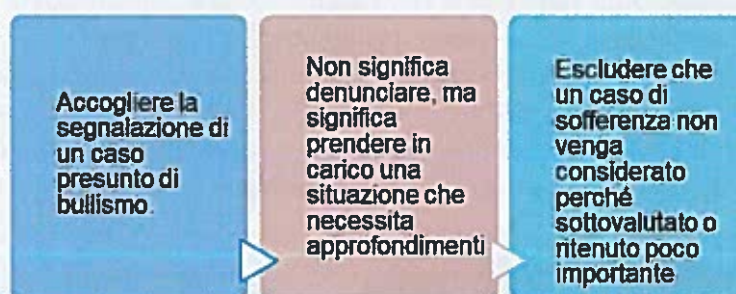 Accogliere la
segnalazione di
un caso
presunto di
bullismo.
Non significa
denunciare, ma
significa
prendere in
carico una
situazione che
necessita
approfondimenti
Escludere che
un caso di
sofferenza non
venga
considerato
perché
sottovalutato o
ritenuto poco
importante